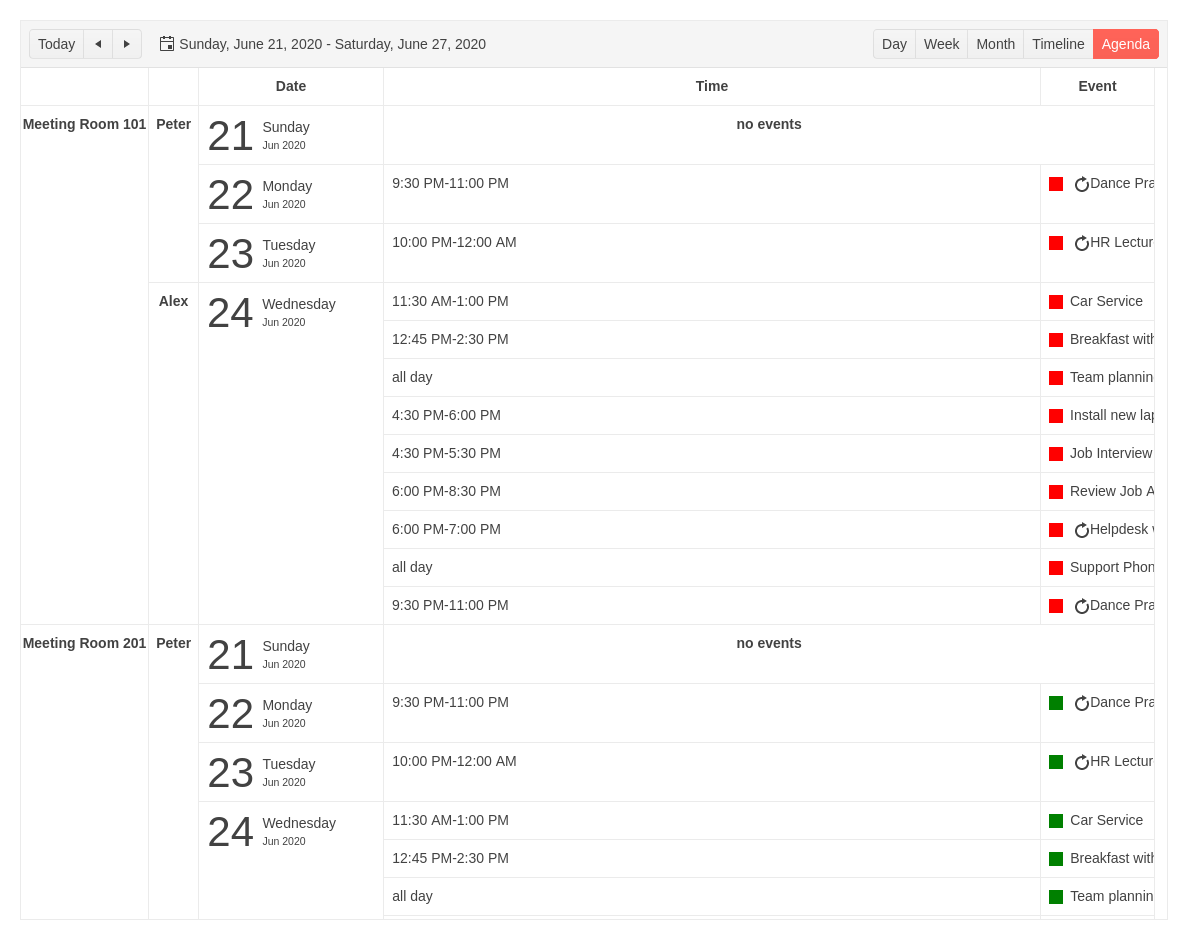 Today Sunday, June 21, 2020 - Saturday, June 27, 2020 Day Week Month Timeline Agenda
Date Time Event
Meeting Room 101 Peter 21 Sunday no events
Jun 2020
22 Monday 9:30 PM-11:00 PM Dance Pra
Jun 2020
23 Tuesday 10:00 PM-12:00 AM HR Lectur
Jun 2020
Alex 24 Wednesday 11:30 AM-1:00 PM Car Service
Jun 2020
12:45 PM-2:30 PM Breakfast with
all day Team plannin
4:30 PM-6:00 PM Install new lap
4:30 PM-5:30 PM Job Interview
6:00 PM-8:30 PM Review Job A
6:00 PM-7:00 PM Helpdesk
all day Support Phon
9:30 PM-11:00 PM Dance Pra
Meeting Room 201 Peter 21 Sunday no events
Jun 2020
22 Monday 9:30 PM-11:00 PM Dance Pra
Jun 2020
23 Tuesday 10:00 PM-12:00 AM HR Lectur
Jun 2020
24 Wednesday 11:30 AM-1:00 PM Car Service
Jun 2020
12:45 PM-2:30 PM Breakfast with
all day Team plannin